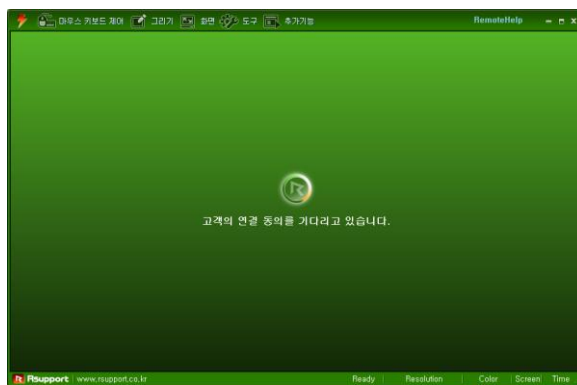 마우스 키보드 제어 그리기 화면 도구 추가기능 RemoteHelp
고객의 연결 동의를 기다리고 있습니다.
Rsupport www.rsupport.co.kr Ready Resolution Color Screen Time